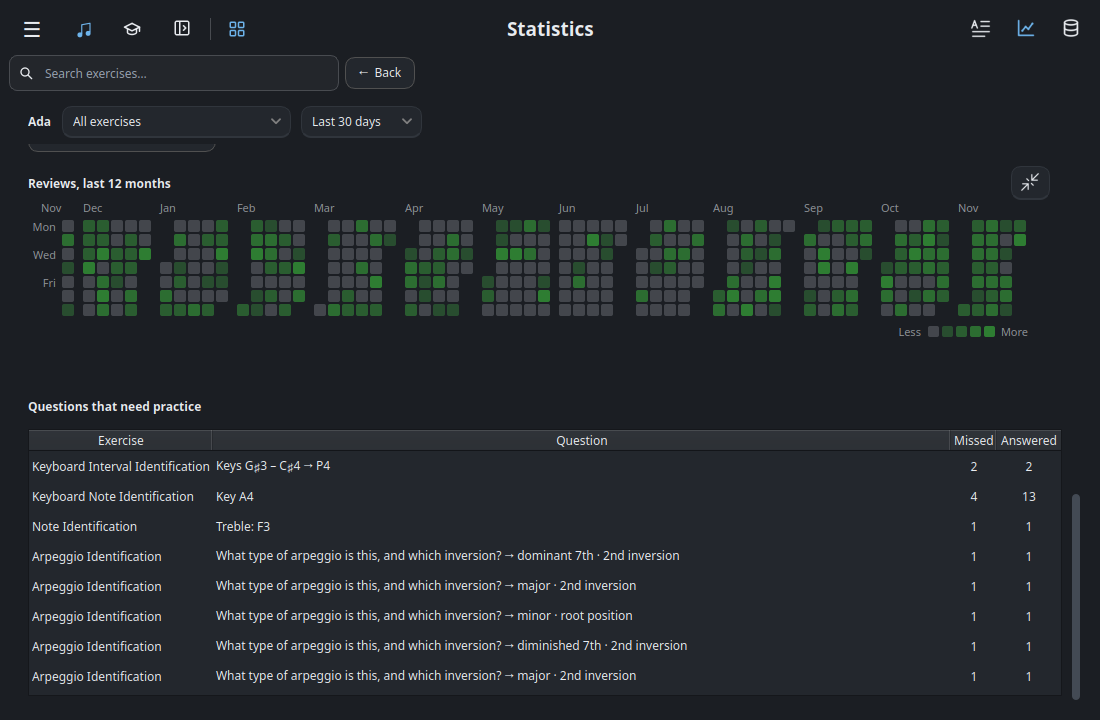 Statistics
Search exercises...
← Back
Ada
All exercises
Last 30 days
Reviews, last 12 months
Nov Dec Jan Feb Mar Apr May Jun Jul Aug Sep Oct Nov
Mon
Wed
Fri
Less More
Questions that need practice
Exercise Question Missed Answered
Keyboard Interval Identification Keys G♯3 – C♯4 → P4 2 2
Keyboard Note Identification Key A4 4 13
Note Identification Treble: F3 1 1
Arpeggio Identification What type of arpeggio is this, and which inversion? → dominant 7th · 2nd inversion 1 1
Arpeggio Identification What type of arpeggio is this, and which inversion? → major · 2nd inversion 1 1
Arpeggio Identification What type of arpeggio is this, and which inversion? → minor · root position 1 1
Arpeggio Identification What type of arpeggio is this, and which inversion? → diminished 7th · 2nd inversion 1 1
Arpeggio Identification What type of arpeggio is this, and which inversion? → major · 2nd inversion 1 1